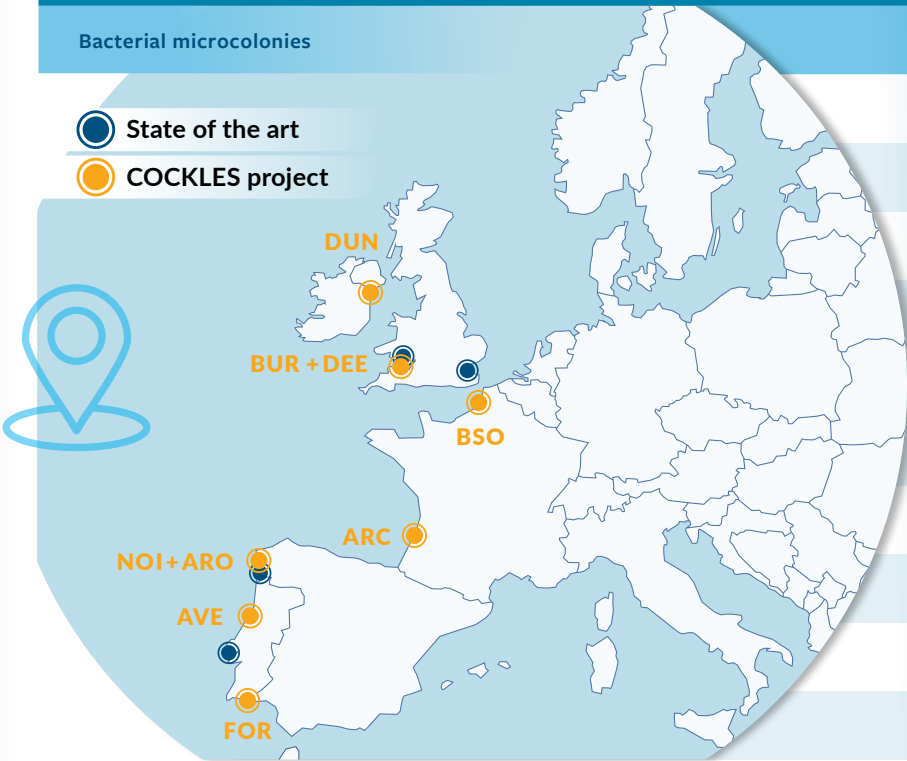 Bacterial microcolonies
State of the art
COCKLES project
DUN
BUR + DEE
BSO
ARC
NOI + ARO
AVE
FOR